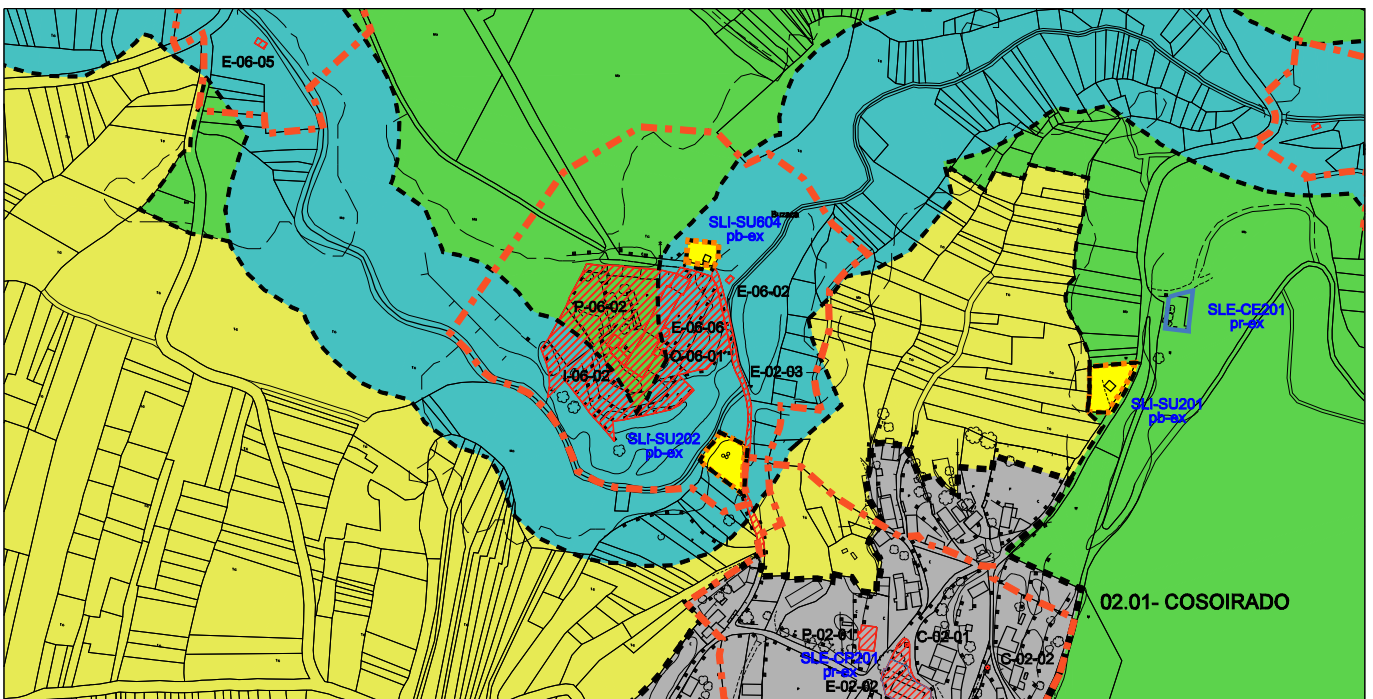 E-06-05
SLI-SU604
pb-ex
E-06-02
P-06-02
SLE-CE201
pr-ex
E-06-06
O-06-01
E-02-03
I-06-02
SLI-SU201
pb-ex
SLI-SU202
pb-ex
02.01- COSOIRADO
P-02-01
C-02-01
SLE-CR201
pr-ex
C-02-02
E-02-02